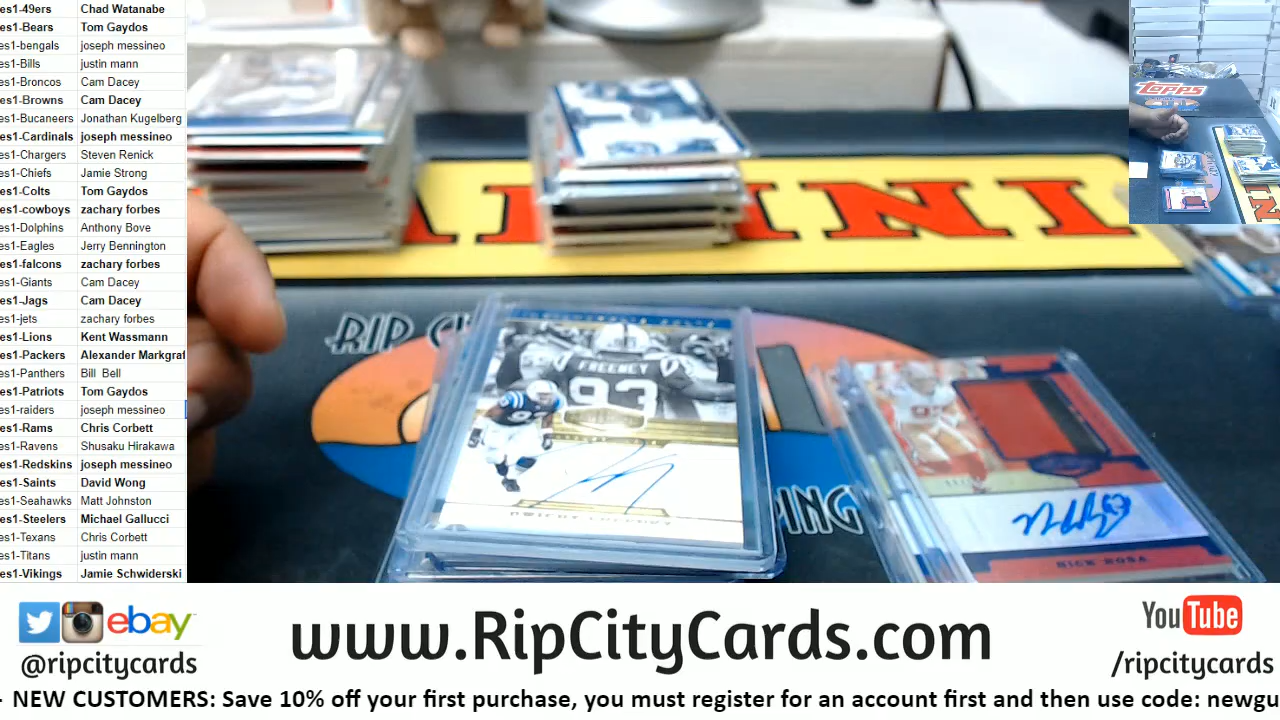 es1-49ers Chad Watanabe
es1-Bears Tom Gaydos
es1-bengals joseph messineo
es1-Bills justin mann
es1-Broncos Cam Dacey
es1-Browns Cam Dacey
es1-Bucaneers Jonathan Kugelberg
es1-Cardinals joseph messineo
es1-Chargers Steven Renick
es1-Chiefs Jamie Strong
es1-Colts Tom Gaydos
es1-cowboys zachary forbes
es1-Dolphins Anthony Bove
es1-Eagles Jerry Bennington
es1-falcons zachary forbes
es1-Giants Cam Dacey
es1-Jags Cam Dacey
es1-jets zachary forbes
es1-Lions Kent Wassmann
es1-Packers Alexander Markgraf
es1-Panthers Bill Bell
es1-Patriots Tom Gaydos
es1-raiders joseph messineo
es1-Rams Chris Corbett
es1-Ravens Shusaku Hirakawa
es1-Redskins joseph messineo
es1-Saints David Wong
es1-Seahawks Matt Johnston
es1-Steelers Michael Gallucci
es1-Texans Chris Corbett
es1-Titans justin mann
es1-Vikings Jamie Schwiderski
Topps
ANINI
RIP C
PING
FREENEY
93
NICK BOSA
ebay
@ripcitycards
www.RipCityCards.com
YouTube
/ripcitycards
- NEW CUSTOMERS: Save 10% off your first purchase, you must register for an account first and then use code: newgu